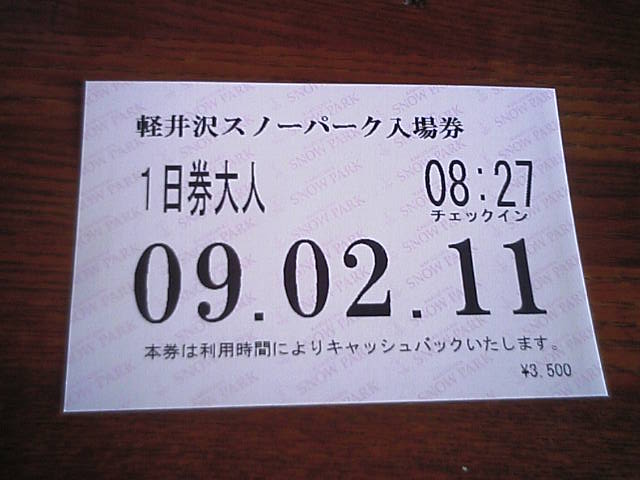 軽井沢スノーパーク入場券
1日券大人
08:27
チェックイン
09.02.11
本券は利用時間によりキャッシュバックいたします。
¥3,500